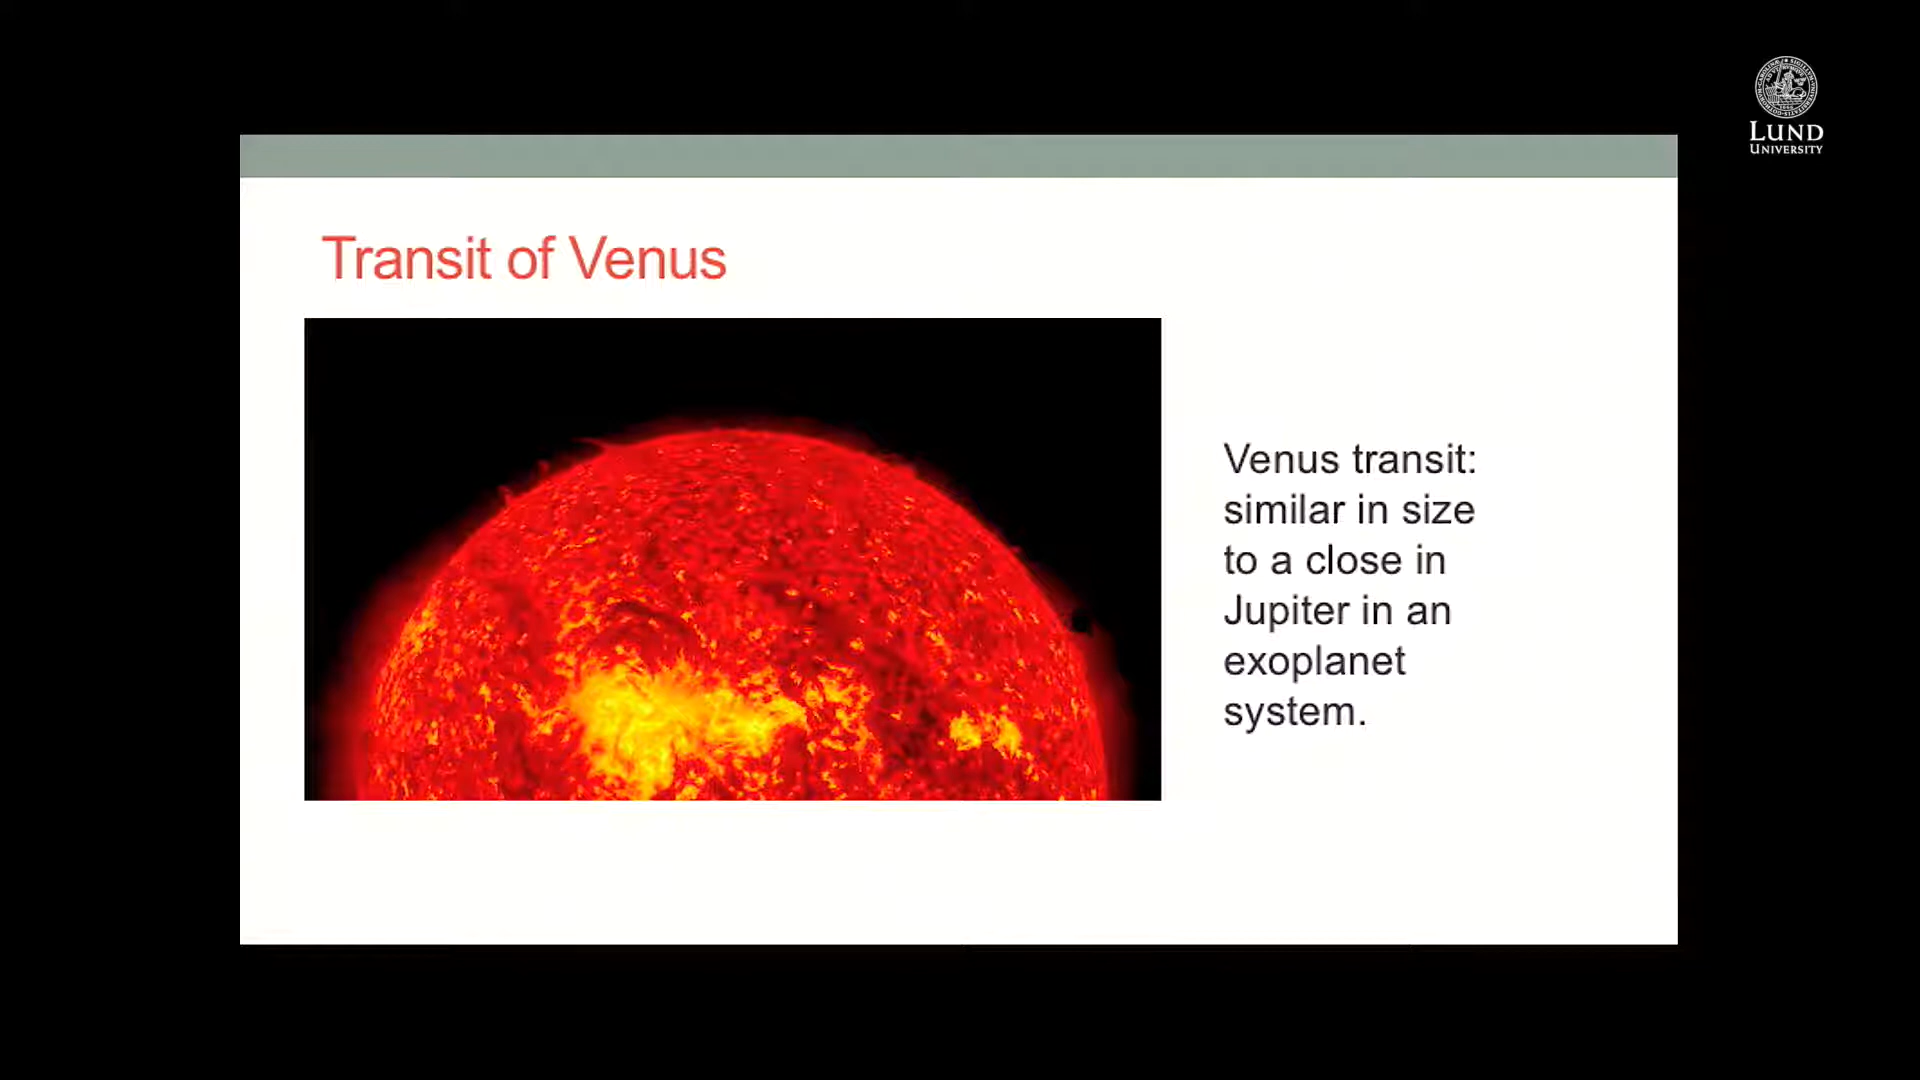 LUND
UNIVERSITY
Transit of Venus
Venus transit:
similar in size
to a close in
Jupiter in an
exoplanet
system.